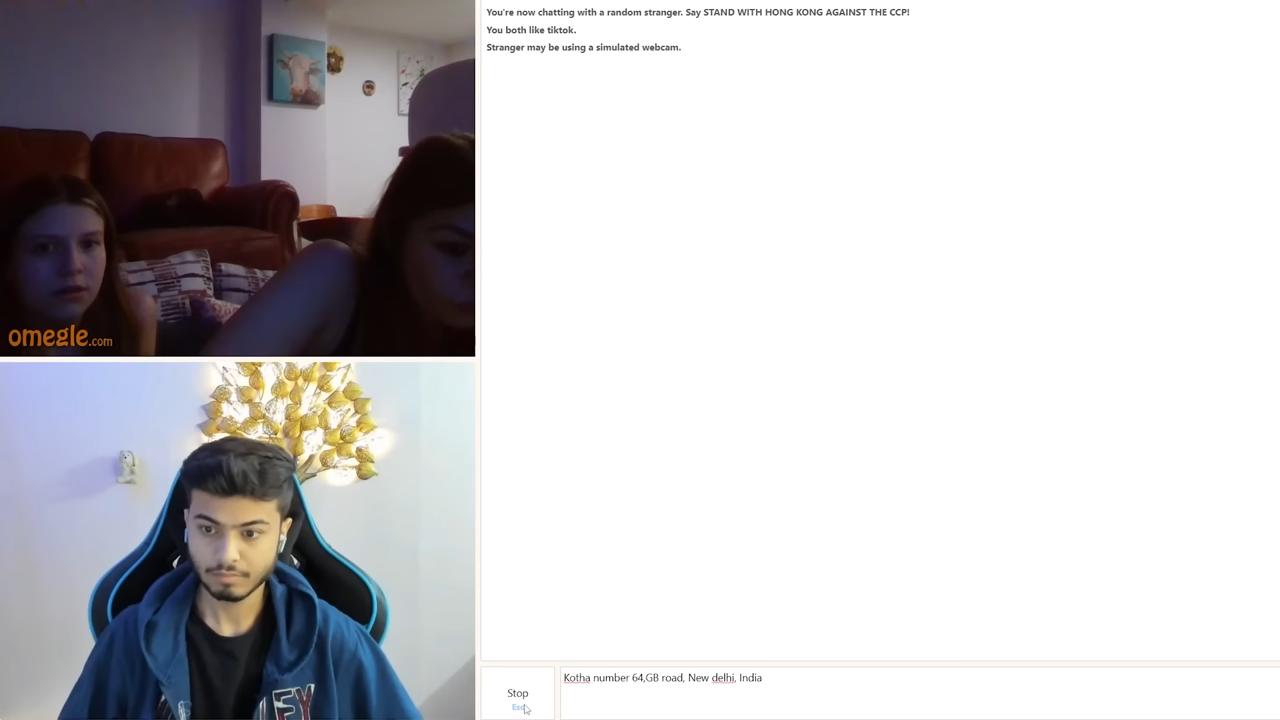 You're now chatting with a random stranger. Say STAND WITH HONG KONG AGAINST THE CCP!
You both like tiktok.
Stranger may be using a simulated webcam.
omegle.com
Stop
Esc
Kotha number 64,GB road, New delhi, India